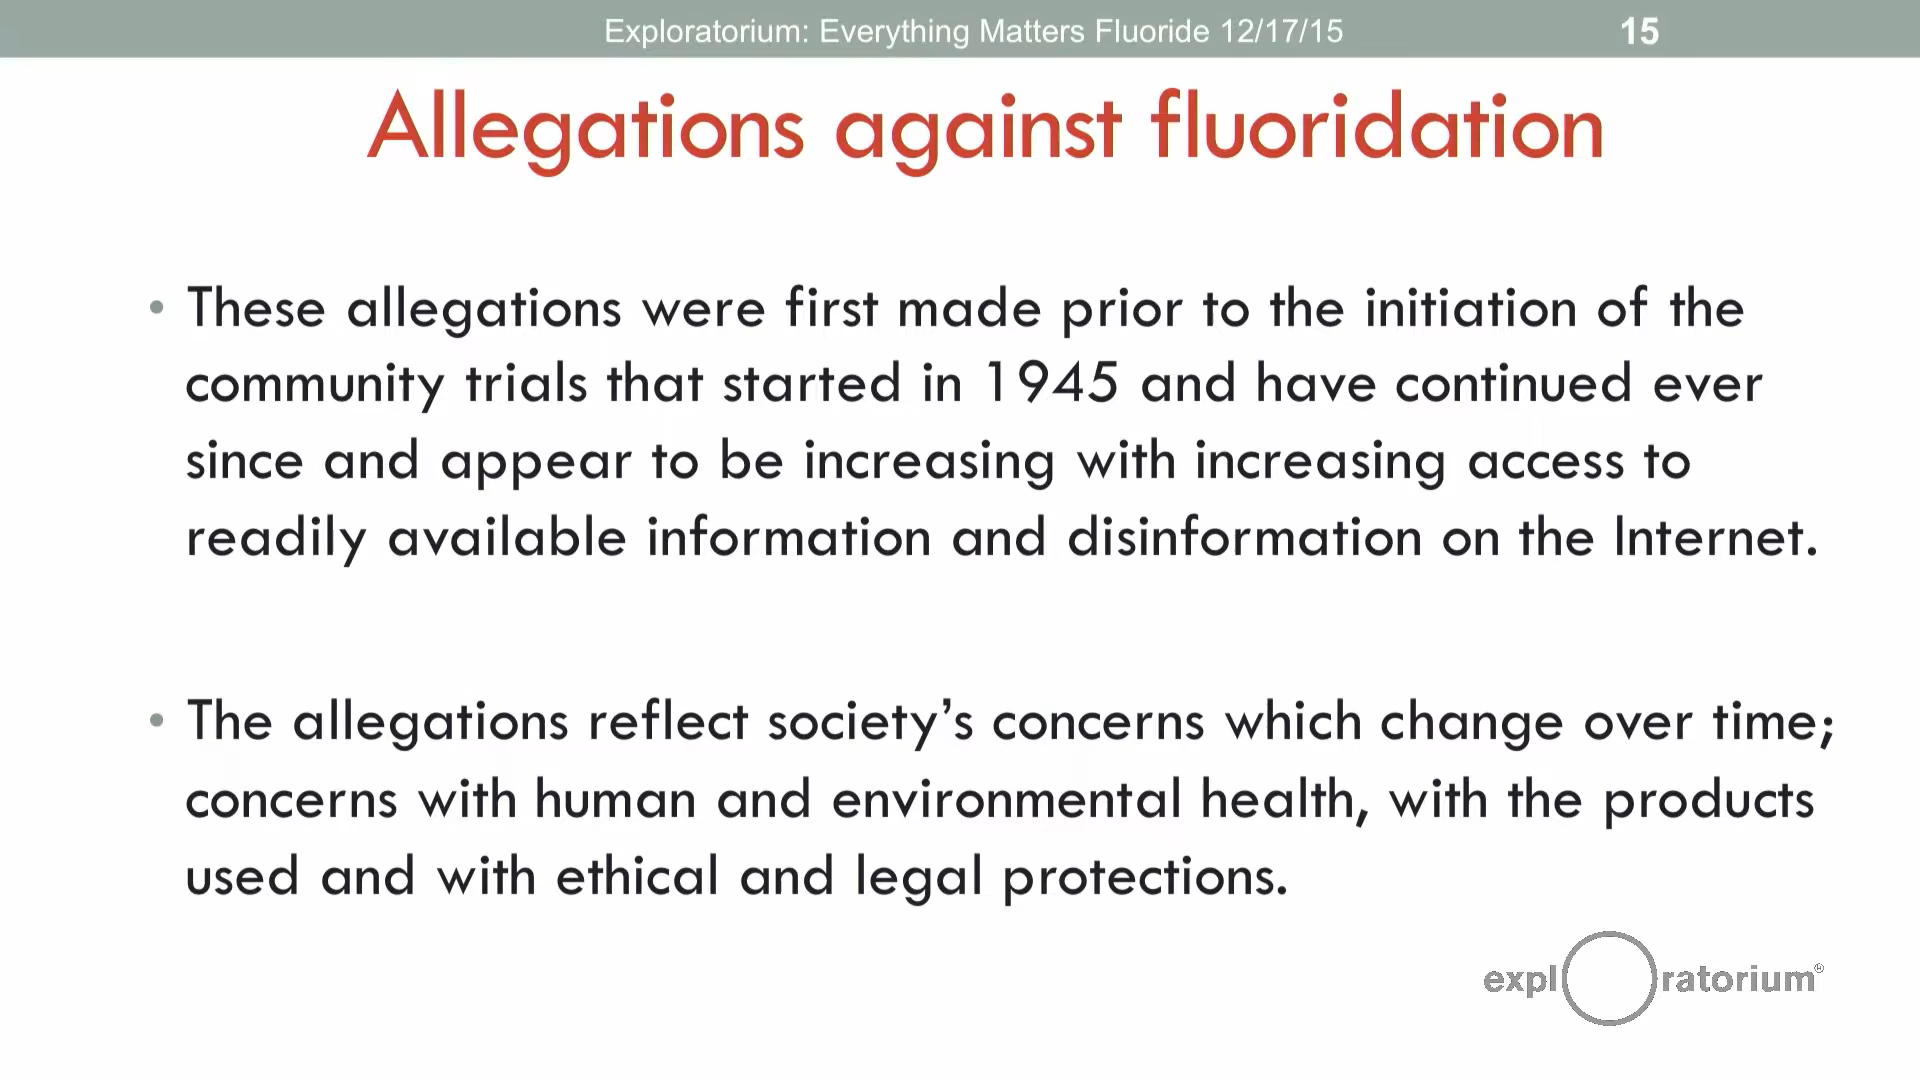 Exploratorium: Everything Matters Fluoride 12/17/15 15
Allegations against fluoridation
• These allegations were first made prior to the initiation of the
community trials that started in 1945 and have continued ever
since and appear to be increasing with increasing access to
readily available information and disinformation on the Internet.
• The allegations reflect society’s concerns which change over time;
concerns with human and environmental health, with the products
used and with ethical and legal protections.
explOratorium®